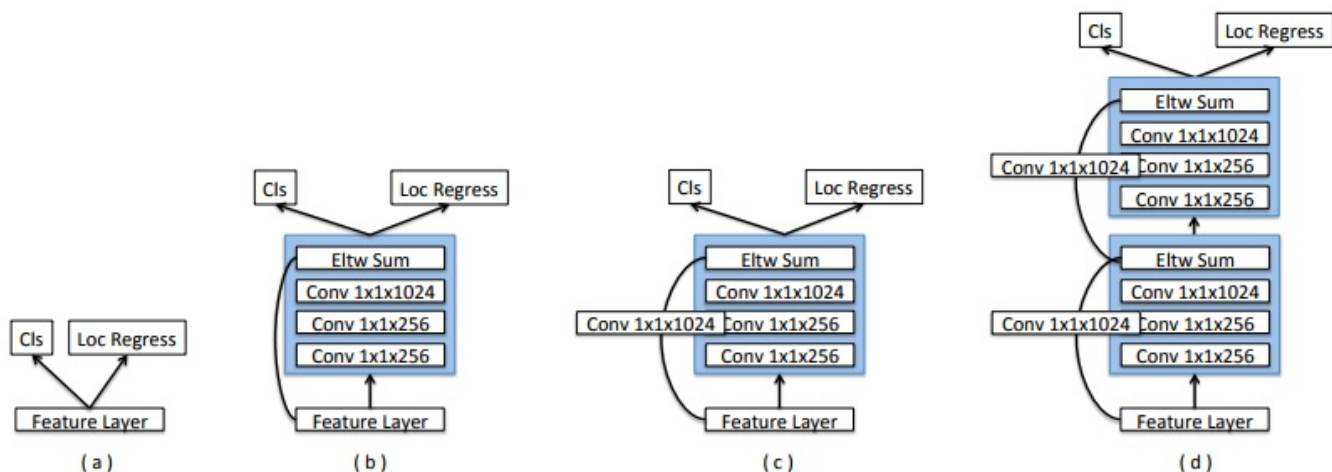 Cls
Loc Regress
Feature Layer
( a )
Cls
Loc Regress
Eltw Sum
Conv 1x1x1024
Conv 1x1x256
Conv 1x1x256
Feature Layer
( b )
Cls
Loc Regress
Eltw Sum
Conv 1x1x1024
Conv 1x1x1024
Conv 1x1x256
Conv 1x1x256
Feature Layer
( c )
Cls
Loc Regress
Eltw Sum
Conv 1x1x1024
Conv 1x1x1024
Conv 1x1x256
Conv 1x1x256
Eltw Sum
Conv 1x1x1024
Conv 1x1x1024
Conv 1x1x256
Conv 1x1x256
Feature Layer
( d )